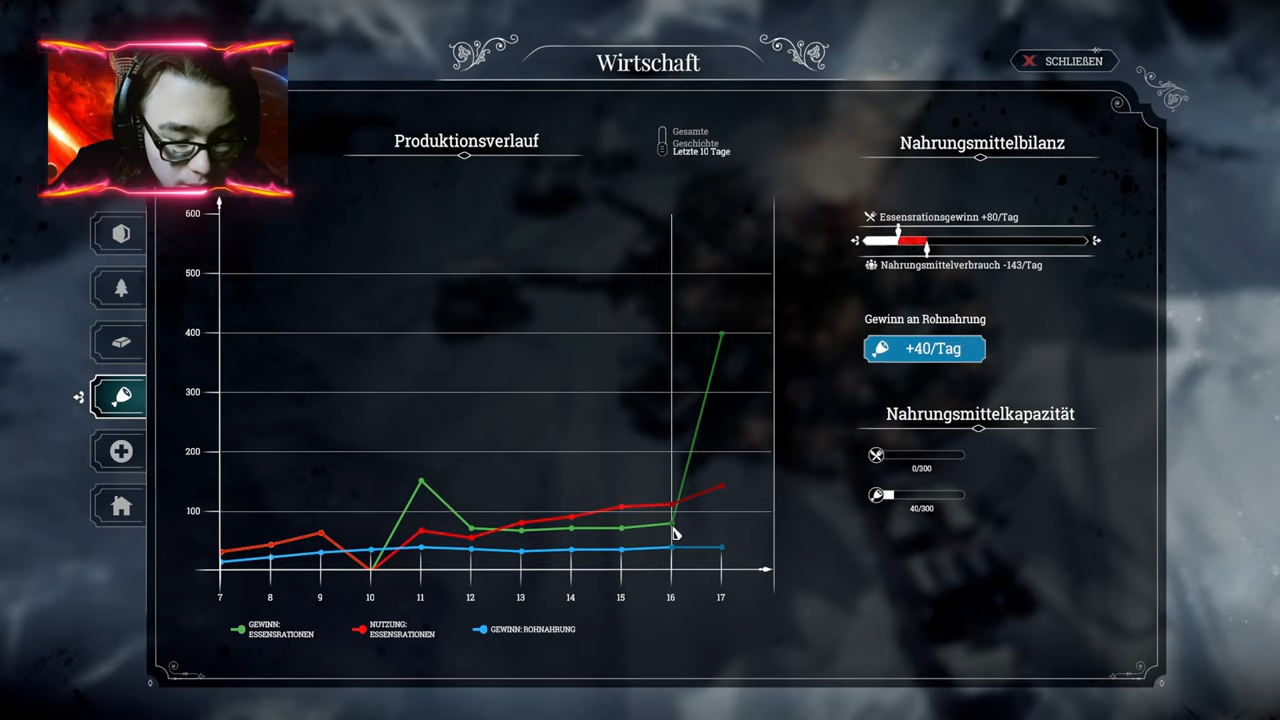 Wirtschaft
SCHLIEẞEN
Produktionsverlauf
Gesamte
Geschichte
Letzte 10 Tage
600
500
400
300
200
100
7 8 9 10 11 12 13 14 15 16 17
GEWINN:
ESSENSRATIONEN
NUTZUNG:
ESSENSRATIONEN
GEWINN: ROHNAHRUNG
Nahrungsmittelbilanz
Essensrationsgewinn +80/Tag
Nahrungsmittelverbrauch -143/Tag
Gewinn an Rohnahrung
+40/Tag
Nahrungsmittelkapazität
0/300
40/300